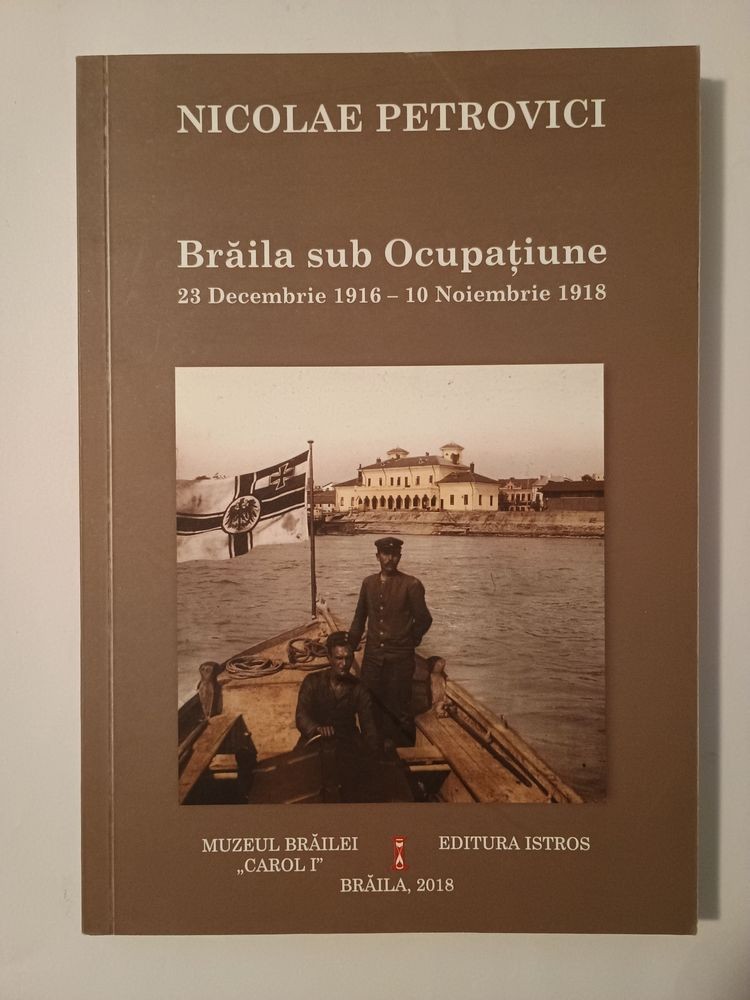 NICOLAE PETROVICI
Brăila sub Ocupațiune
23 Decembrie 1916 – 10 Noiembrie 1918
MUZEUL BRĂILEI
„CAROL I”
EDITURA ISTROS
BRĂILA, 2018